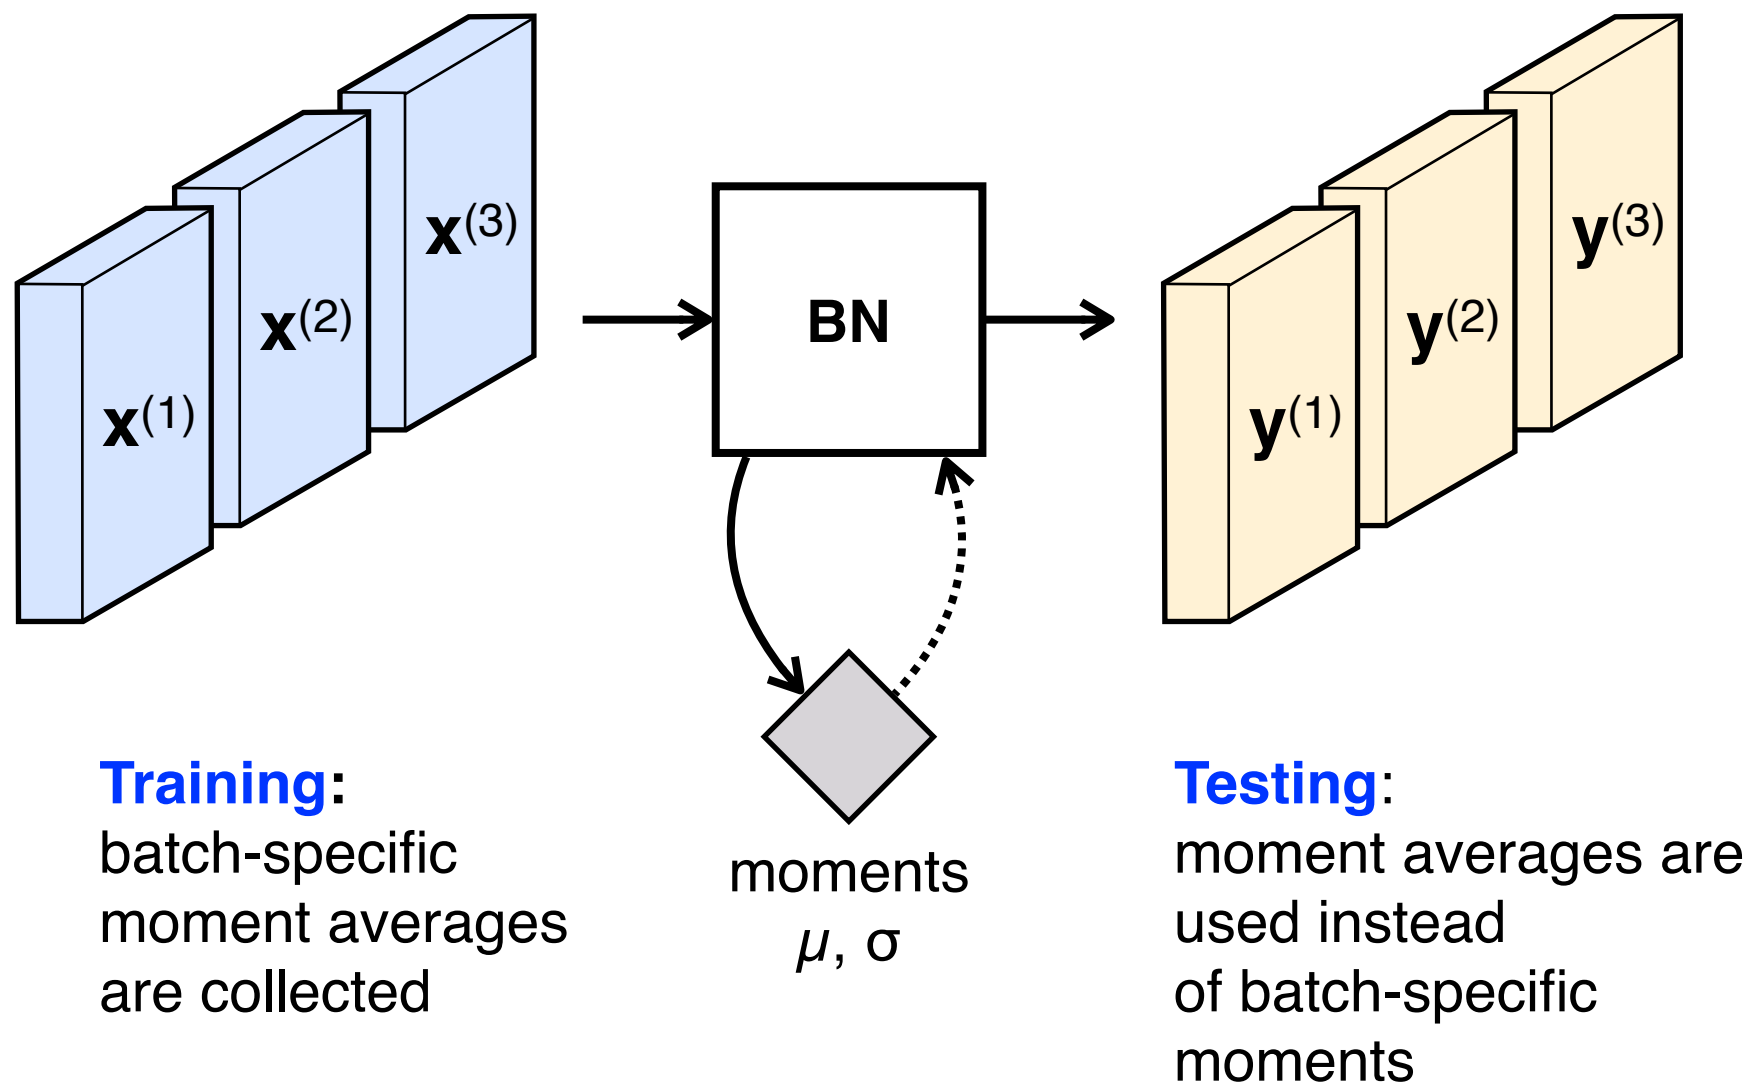 x(1)
x(2)
x(3)
BN
y(1)
y(2)
y(3)
moments
μ, σ
Training:
batch-specific
moment averages
are collected
Testing:
moment averages are
used instead
of batch-specific
moments